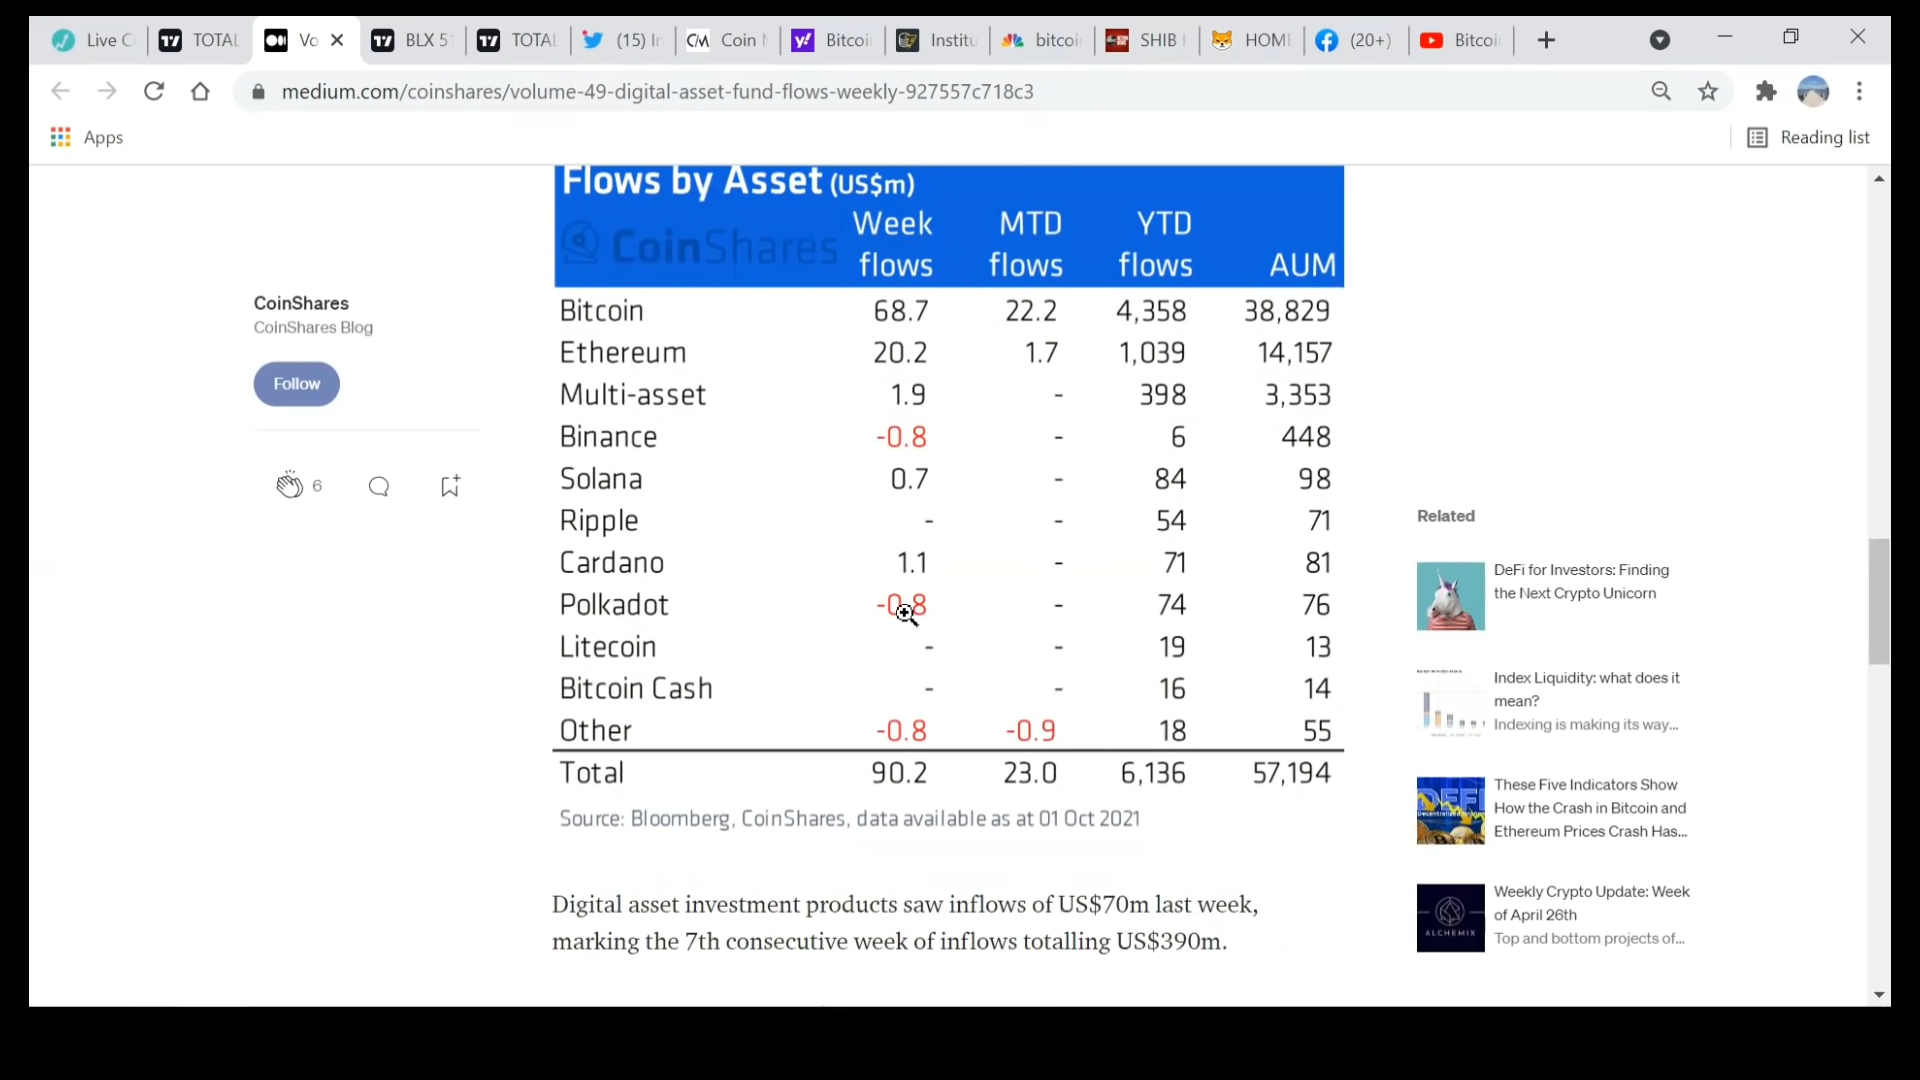 Live C
TOTAL
Vo
BLX 5
TOTAL
(15) In
CM Coin M
Bitcoi
Institu
bitcoi
SHIB
HOME
(20+)
Bitcoi
medium.com/coinshares/volume-49-digital-asset-fund-flows-weekly-927557c718c3
Apps
Reading list
Flows by Asset (US$m)
CoinShares
Week flows MTD flows YTD flows AUM
Bitcoin 68.7 22.2 4,358 38,829
Ethereum 20.2 1.7 1,039 14,157
Multi-asset 1.9 - 398 3,353
Binance -0.8 - 6 448
Solana 0.7 - 84 98
Ripple - - 54 71
Cardano 1.1 - 71 81
Polkadot -0.8 - 74 76
Litecoin - - 19 13
Bitcoin Cash - - 16 14
Other -0.8 -0.9 18 55
Total 90.2 23.0 6,136 57,194
Source: Bloomberg, CoinShares, data available as at 01 Oct 2021
Digital asset investment products saw inflows of US$70m last week,
marking the 7th consecutive week of inflows totalling US$390m.
CoinShares
CoinShares Blog
Follow
6
Related
DeFi for Investors: Finding
the Next Crypto Unicorn
Index Liquidity: what does it
mean?
Indexing is making its way...
These Five Indicators Show
How the Crash in Bitcoin and
Ethereum Prices Crash Has...
Weekly Crypto Update: Week
of April 26th
Top and bottom projects of...
ALCHEMIX